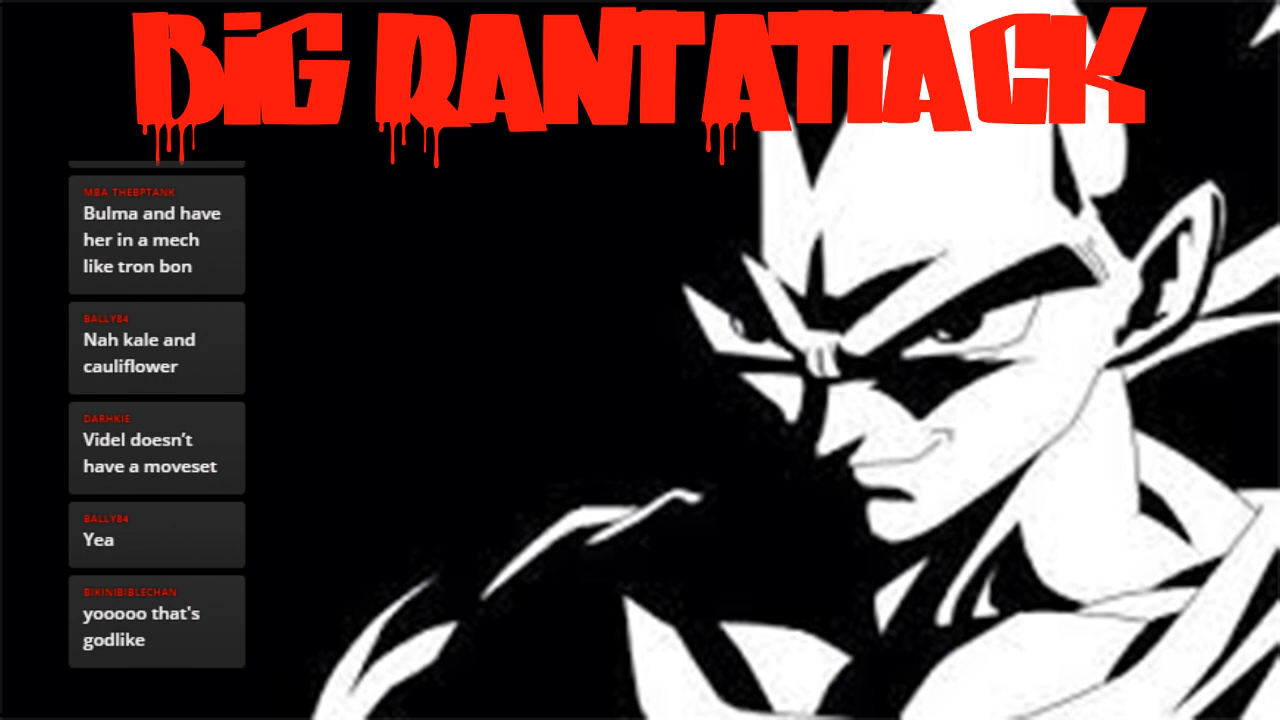 BiG RANTATTACK
MBA THEBPTANK
Bulma and have
her in a mech
like tron bon
BALLY84
Nah kale and
cauliflower
DARHKIE
Videl doesn’t
have a moveset
BALLY84
Yea
BIKINIBIBLECHAN
yooooo that's
godlike